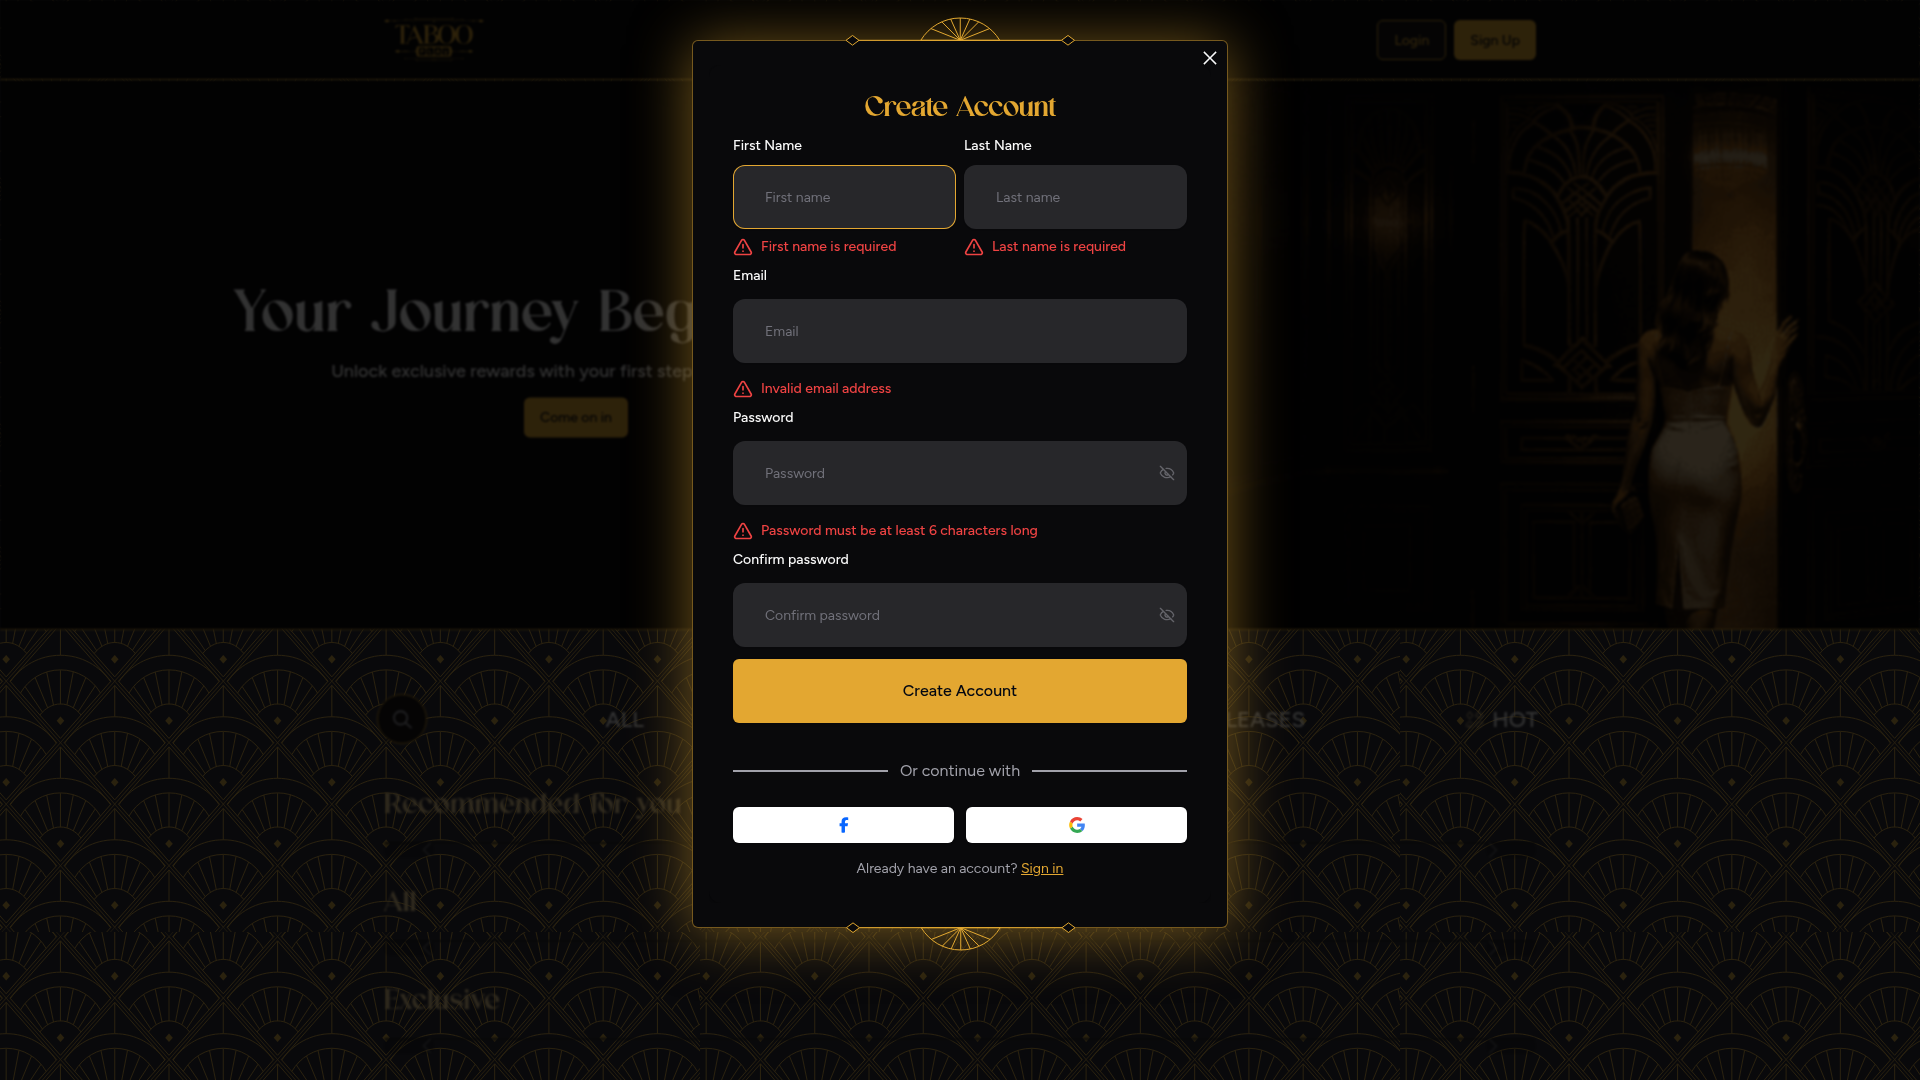 TABOO
Login
Sign Up
Create Account
First Name
Last Name
First name
Last name
First name is required
Last name is required
Email
Email
Invalid email address
Your Journey Beg
Unlock exclusive rewards with your first step
Come on in
Password
Password
Password must be at least 6 characters long
Confirm password
Confirm password
Create Account
ALL
LEASES
HOT
Or continue with
Recommended for you
Already have an account? Sign in
All
Exclusive